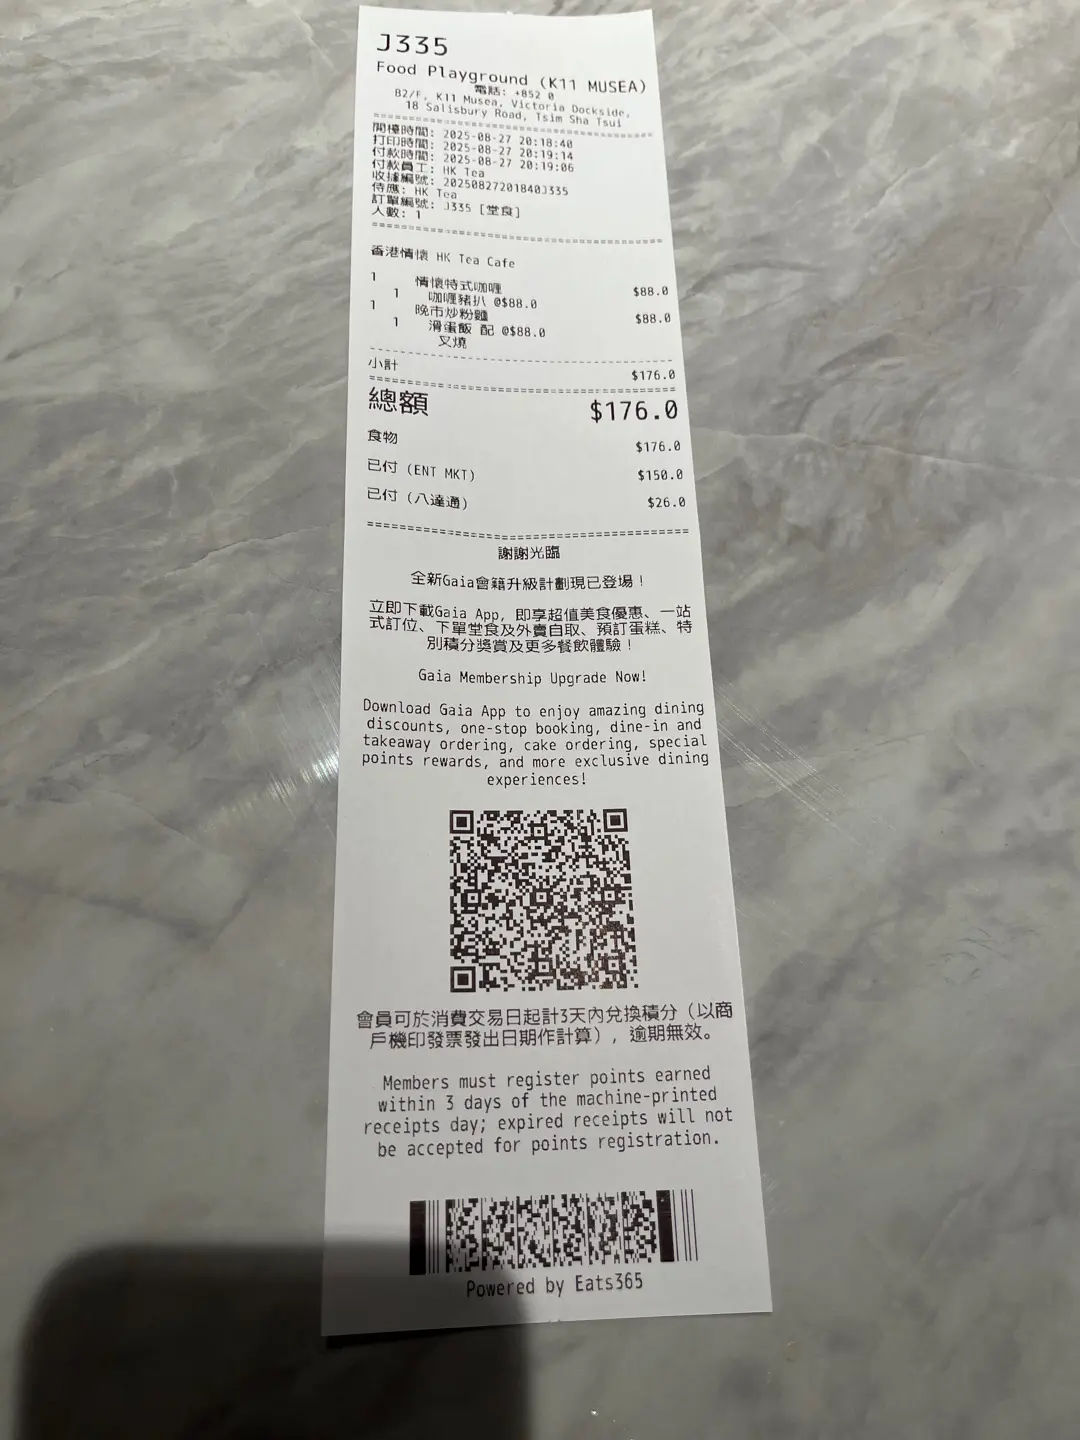 J335
Food Playground (K11 MUSEA)
電話: +852 0
B2/F, K11 Musea, Victoria Dockside,
18 Salisbury Road, Tsim Sha Tsui
開檯時間: 2025-08-27 20:18:40
打印時間: 2025-08-27 20:19:14
付款時間: 2025-08-27 20:19:06
付款員工: HK Tea
收據編號: 20250827201840J335
侍應: HK Tea
訂單編號: J335 [堂食]
人數: 1
香港情懷 HK Tea Cafe
1 情懷特式咖喱 $88.0
1 咖喱豬扒 @$88.0
1 晚市炒粉麵 $88.0
1 滑蛋飯 配 @$88.0
叉燒
小計 $176.0
總額 $176.0
食物 $176.0
已付 (ENT MKT) $150.0
已付 (八達通) $26.0
謝謝光臨
全新Gaia會籍升級計劃現已登場！
立即下載Gaia App, 即享超值美食優惠、一站
式訂位、下單堂食及外賣自取、預訂蛋糕、特
別積分獎賞及更多餐飲體驗！
Gaia Membership Upgrade Now!
Download Gaia App to enjoy amazing dining
discounts, one-stop booking, dine-in and
takeaway ordering, cake ordering, special
points rewards, and more exclusive dining
experiences!
會員可於消費交易日起計3天內兌換積分（以商
戶機印發票發出日期作計算），逾期無效。
Members must register points earned
within 3 days of the machine-printed
receipts day; expired receipts will not
be accepted for points registration.
Powered by Eats365